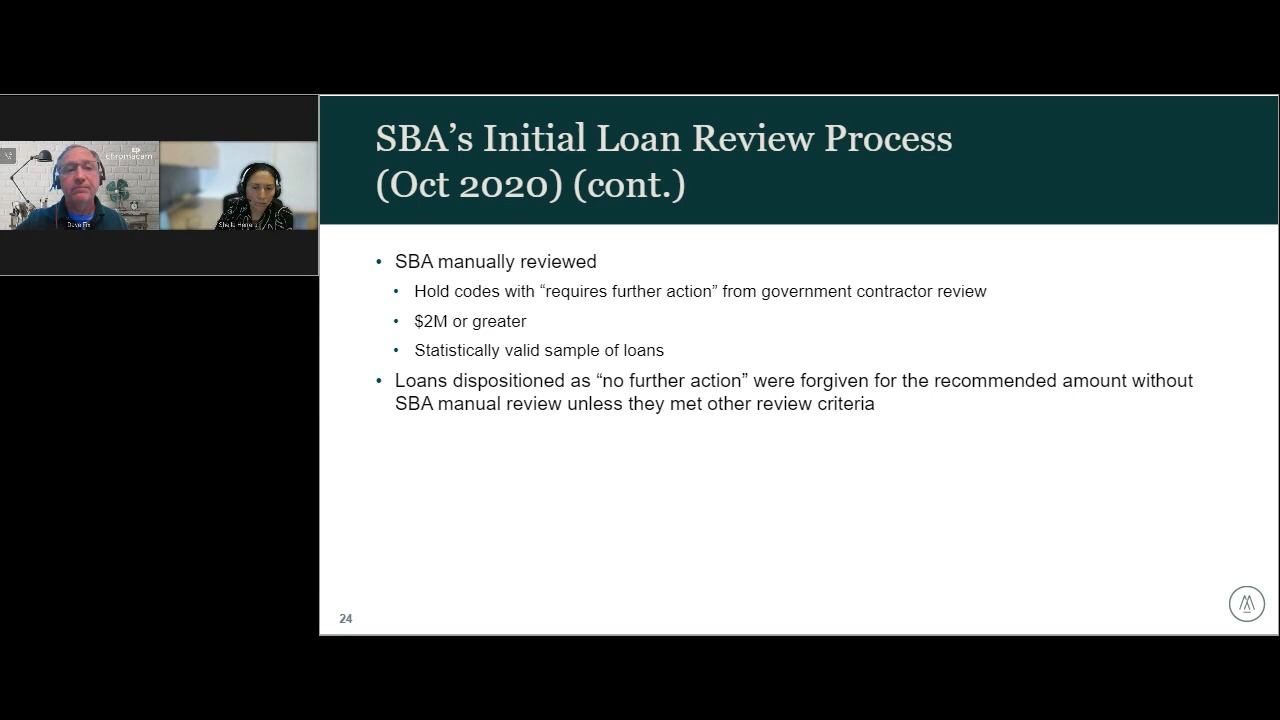 SBA’s Initial Loan Review Process
(Oct 2020) (cont.)
chromacam
Dave Fix
• SBA manually reviewed
• Hold codes with “requires further action” from government contractor review
• $2M or greater
• Statistically valid sample of loans
• Loans dispositioned as “no further action” were forgiven for the recommended amount without
SBA manual review unless they met other review criteria
24